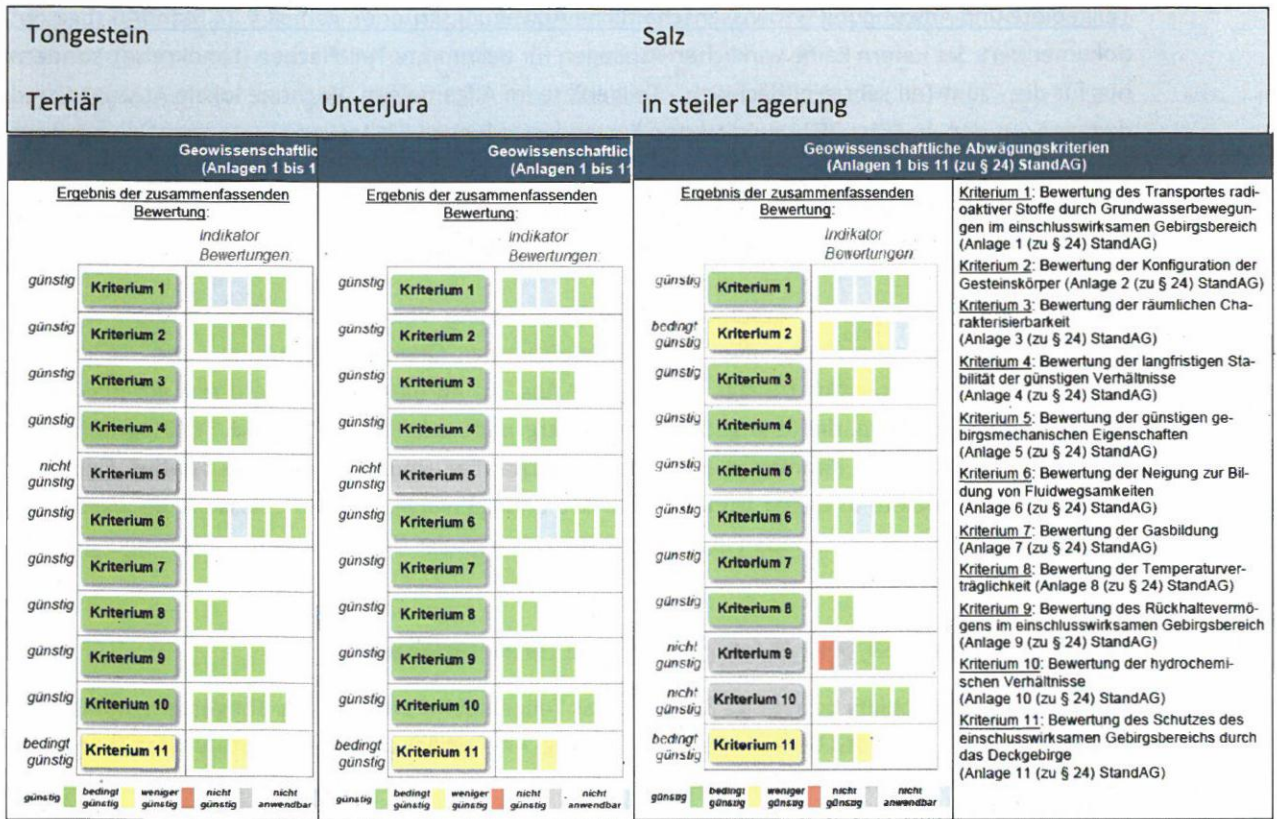 Tongestein
Tertiär
Unterjura
Salz
in steiler Lagerung
Geowissenschaftlic
(Anlagen 1 bis 1
Ergebnis der zusammenfassenden
Bewertung:
Indikator
Bewertungen:
günstig Kriterium 1
günstig Kriterium 2
günstig Kriterium 3
günstig Kriterium 4
nicht
günstig Kriterium 5
günstig Kriterium 6
günstig Kriterium 7
günstig Kriterium 8
günstig Kriterium 9
günstig Kriterium 10
bedingt
günstig Kriterium 11
günstig bedingt günstig weniger günstig nicht günstig nicht anwendbar
Geowissenschaftlic
(Anlagen 1 bis 11
Ergebnis der zusammenfassenden
Bewertung:
Indikator
Bewertungen:
günstig Kriterium 1
günstig Kriterium 2
günstig Kriterium 3
günstig Kriterium 4
nicht
günstig Kriterium 5
günstig Kriterium 6
günstig Kriterium 7
günstig Kriterium 8
günstig Kriterium 9
günstig Kriterium 10
bedingt
günstig Kriterium 11
günstig bedingt günstig weniger günstig nicht günstig nicht anwendbar
Geowissenschaftliche Abwägungskriterien
(Anlagen 1 bis 11 (zu § 24) StandAG)
Ergebnis der zusammenfassenden
Bewertung:
Indikator
Bewertungen:
günstig Kriterium 1
bedingt
günstig Kriterium 2
günstig Kriterium 3
günstig Kriterium 4
günstig Kriterium 5
günstig Kriterium 6
günstig Kriterium 7
günstig Kriterium 8
nicht
günstig Kriterium 9
nicht
günstig Kriterium 10
bedingt
günstig Kriterium 11
günstig bedingt günstig weniger günstig nicht günstig nicht anwendbar
Kriterium 1: Bewertung des Transportes radi-
oaktiver Stoffe durch Grundwasserbewegun-
gen im einschlusswirksamen Gebirgsbereich
(Anlage 1 (zu § 24) StandAG)
Kriterium 2: Bewertung der Konfiguration der
Gesteinskörper (Anlage 2 (zu § 24) StandAG)
Kriterium 3: Bewertung der räumlichen Cha-
rakterisierbarkeit
(Anlage 3 (zu § 24) StandAG)
Kriterium 4: Bewertung der langfristigen Sta-
bilität der günstigen Verhältnisse
(Anlage 4 (zu § 24) StandAG)
Kriterium 5: Bewertung der günstigen ge-
birgsmechanischen Eigenschaften
(Anlage 5 (zu § 24) StandAG)
Kriterium 6: Bewertung der Neigung zur Bil-
dung von Fluidwegsamkeiten
(Anlage 6 (zu § 24) StandAG)
Kriterium 7: Bewertung der Gasbildung
(Anlage 7 (zu § 24) StandAG)
Kriterium 8: Bewertung der Temperaturver-
träglichkeit (Anlage 8 (zu § 24) StandAG)
Kriterium 9: Bewertung des Rückhaltevermö-
gens im einschlusswirksamen Gebirgsbereich
(Anlage 9 (zu § 24) StandAG)
Kriterium 10: Bewertung der hydrochemi-
schen Verhältnisse
(Anlage 10 (zu § 24) StandAG)
Kriterium 11: Bewertung des Schutzes des
einschlusswirksamen Gebirgsbereichs durch
das Deckgebirge
(Anlage 11 (zu § 24) StandAG)